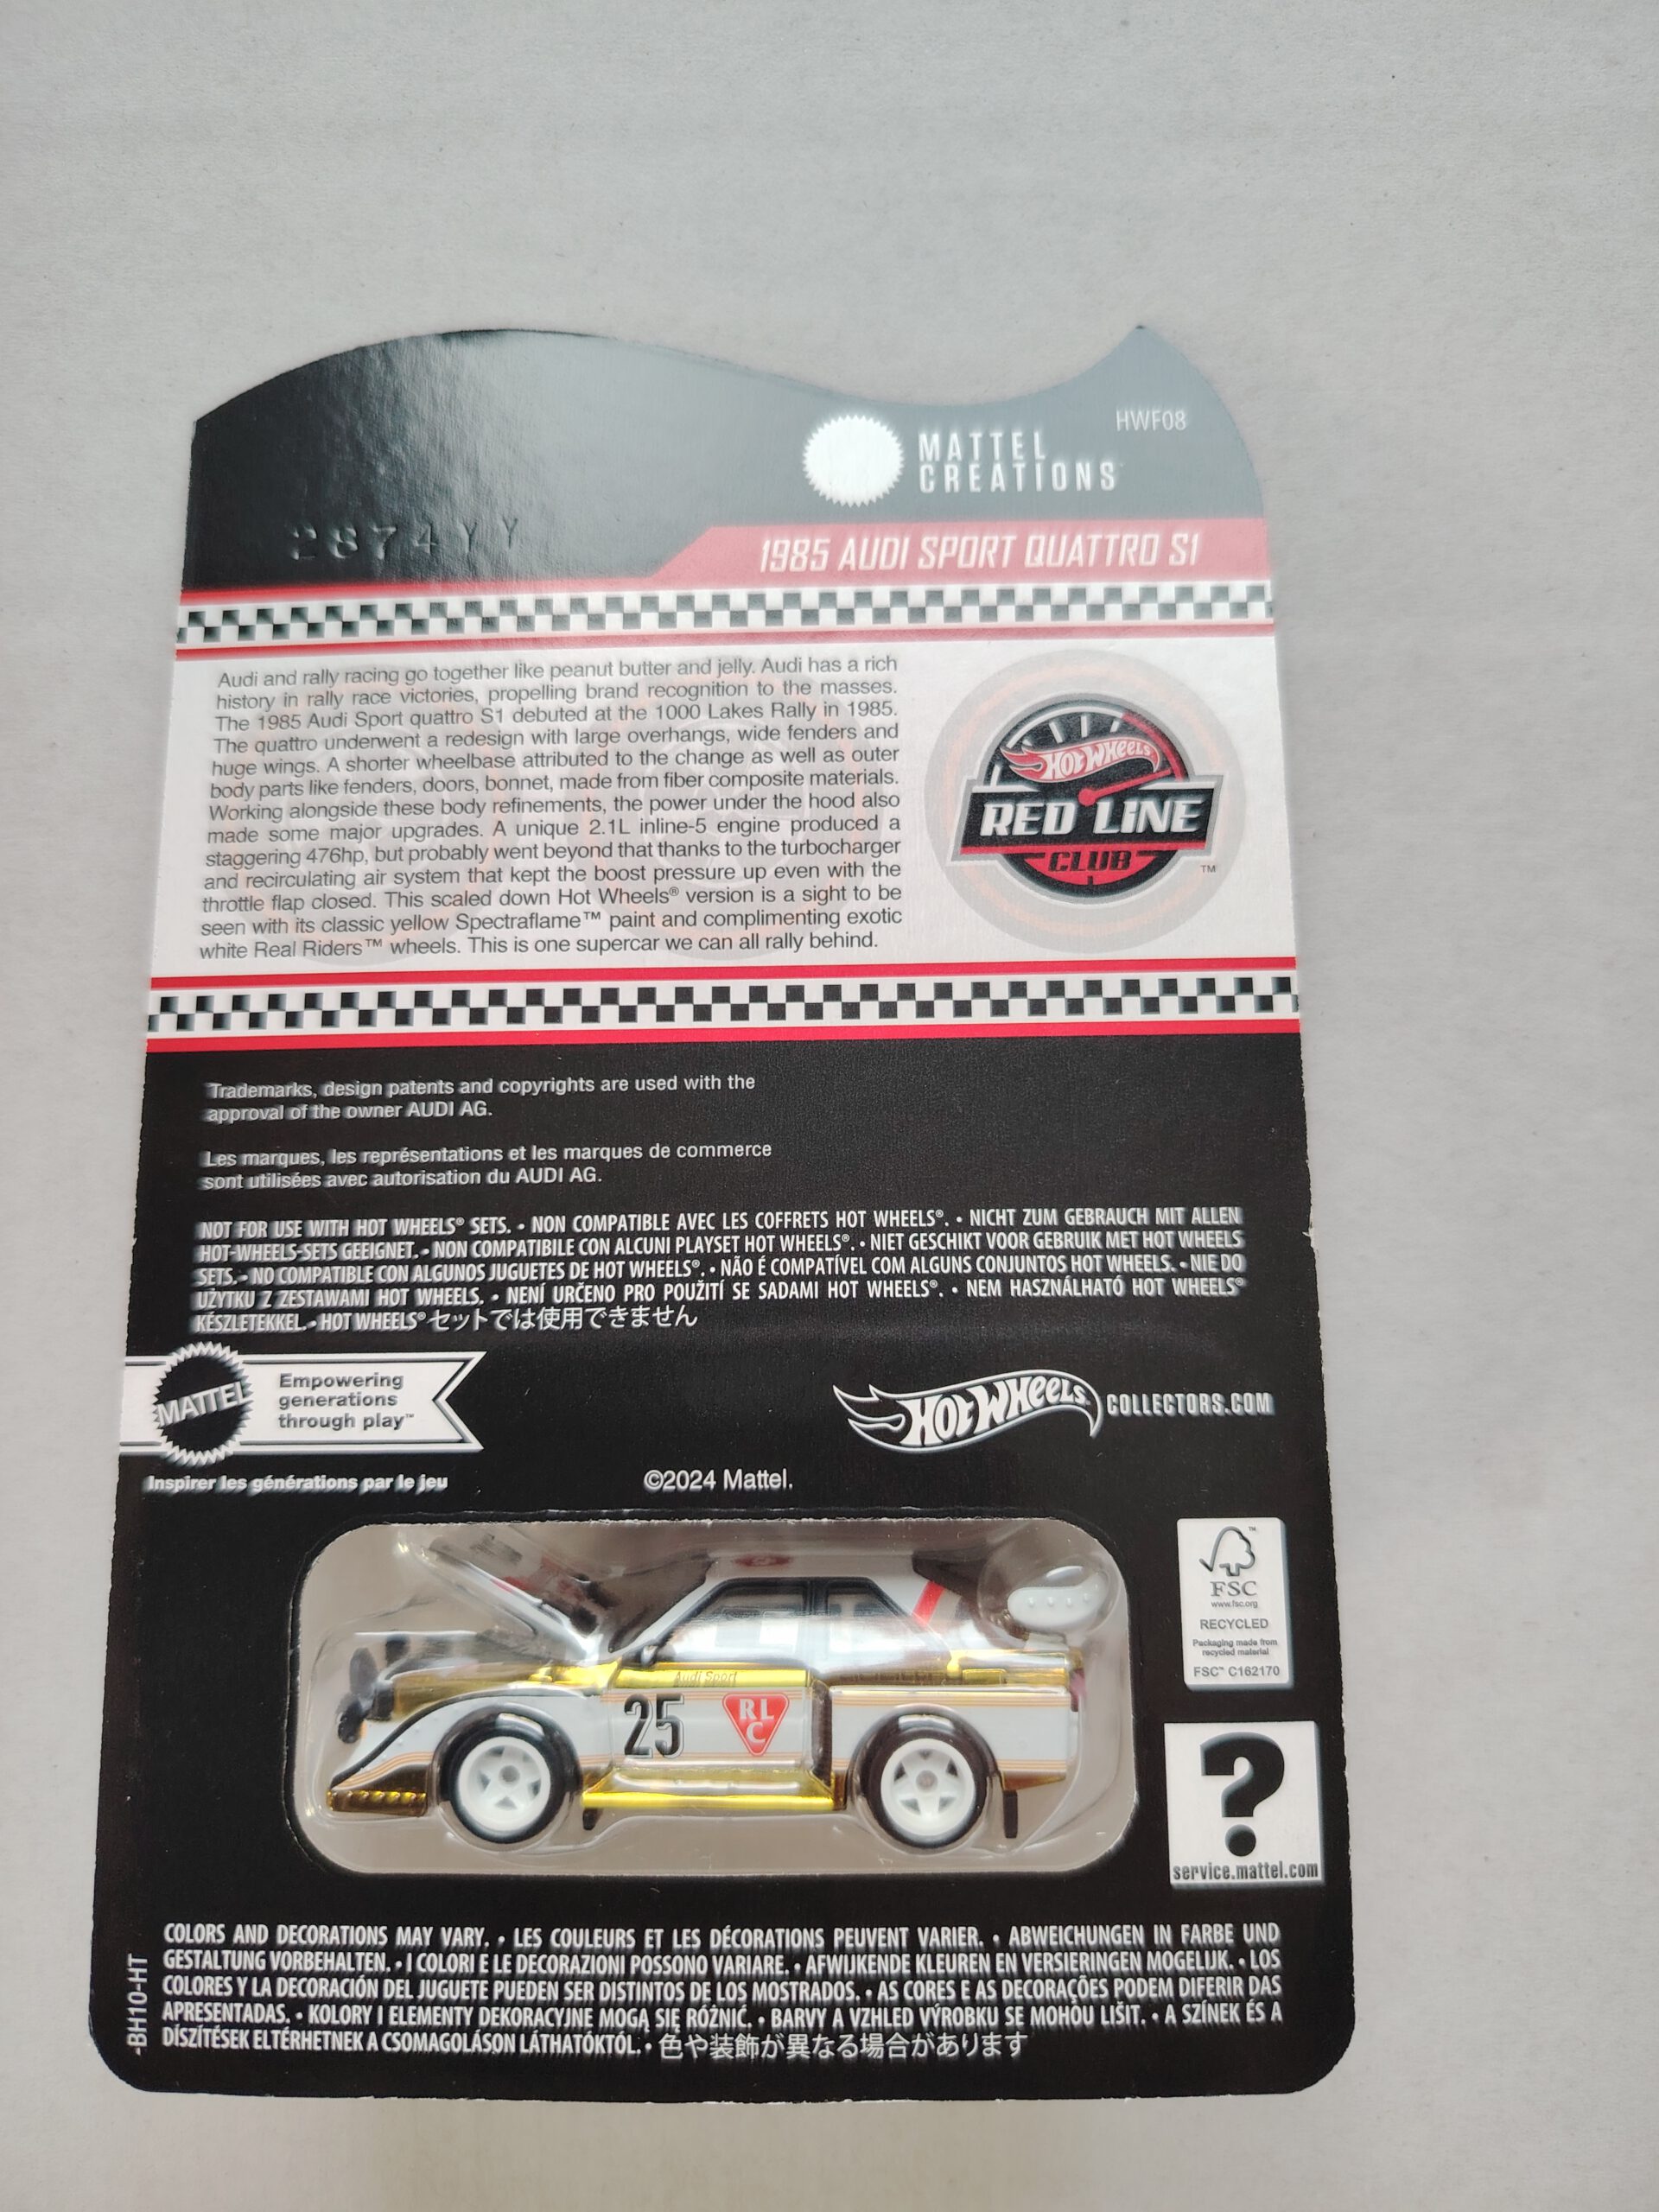 HWF08
MATTEL
CREATIONS
2874YY
1985 AUDI SPORT QUATTRO S1
Audi and rally racing go together like peanut butter and jelly. Audi has a rich
history in rally race victories, propelling brand recognition to the masses.
The 1985 Audi Sport quattro S1 debuted at the 1000 Lakes Rally in 1985.
The quattro underwent a redesign with large overhangs, wide fenders and
huge wings. A shorter wheelbase attributed to the change as well as outer
body parts like fenders, doors, bonnet, made from fiber composite materials.
Working alongside these body refinements, the power under the hood also
made some major upgrades. A unique 2.1L inline-5 engine produced a
staggering 476hp, but probably went beyond that thanks to the turbocharger
and recirculating air system that kept the boost pressure up even with the
throttle flap closed. This scaled down Hot Wheels® version is a sight to be
seen with its classic yellow Spectraflame™ paint and complimenting exotic
white Real Riders™ wheels. This is one supercar we can all rally behind.
HOT WHEELS
RED LINE
CLUB
™
Trademarks, design patents and copyrights are used with the
approval of the owner AUDI AG.
Les marques, les représentations et les marques de commerce
sont utilisées avec autorisation du AUDI AG.
NOT FOR USE WITH HOT WHEELS® SETS. • NON COMPATIBLE AVEC LES COFFRETS HOT WHEELS®. • NICHT ZUM GEBRAUCH MIT ALLEN
HOT-WHEELS-SETS GEEIGNET. • NON COMPATIBILE CON ALCUNI PLAYSET HOT WHEELS®. • NIET GESCHIKT VOOR GEBRUIK MET HOT WHEELS
SETS. • NO COMPATIBLE CON ALGUNOS JUGUETES DE HOT WHEELS®. • NÃO É COMPATÍVEL COM ALGUNS CONJUNTOS HOT WHEELS. • NIE DO
UŻYTKU Z ZESTAWAMI HOT WHEELS. • NENÍ URČENO PRO POUŽITÍ SE SADAMI HOT WHEELS®. • NEM HASZNÁLHATÓ HOT WHEELS®
KÉSZLETEKKEL. • HOT WHEELS® セットでは使用できません
MATTEL
Empowering
generations
through play™
Inspirer les générations par le jeu
HOT WHEELS COLLECTORS.COM
©2024 Mattel.
FSC
www.fsc.org
RECYCLED
Packaging made from
recycled material
FSC™ C162170
Audi Sport
25
RL
C
?
service.mattel.com
COLORS AND DECORATIONS MAY VARY. • LES COULEURS ET LES DÉCORATIONS PEUVENT VARIER. • ABWEICHUNGEN IN FARBE UND
GESTALTUNG VORBEHALTEN. • I COLORI E LE DECORAZIONI POSSONO VARIARE. • AFWIJKENDE KLEUREN EN VERSIERINGEN MOGELIJK. • LOS
COLORES Y LA DECORACIÓN DEL JUGUETE PUEDEN SER DISTINTOS DE LOS MOSTRADOS. • AS CORES E AS DECORAÇÕES PODEM DIFERIR DAS
APRESENTADAS. • KOLORY I ELEMENTY DEKORACYJNE MOGĄ SIĘ RÓŻNIĆ. • BARVY A VZHLED VÝROBKU SE MOHOU LIŠIT. • A SZÍNEK ÉS A
DÍSZÍTÉSEK ELTÉRHETNEK A CSOMAGOLÁSON LÁTHATÓKTÓL. • 色や装飾が異なる場合があります
-BH10-HT